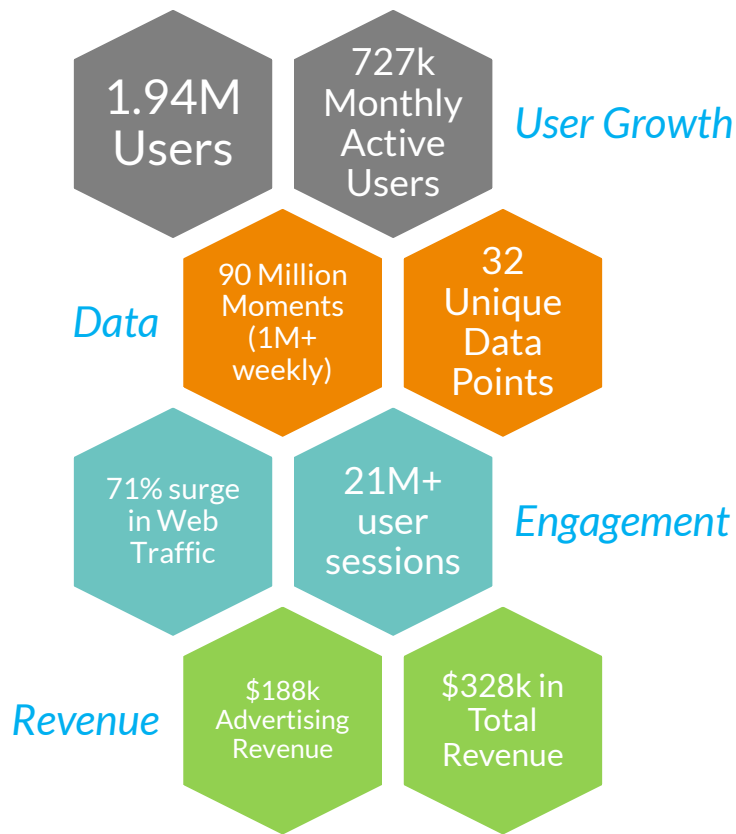 1.94M
Users
727k
Monthly
Active
Users
User Growth
Data
90 Million
Moments
(1M+
weekly)
32
Unique
Data
Points
71% surge
in Web
Traffic
21M+
user
sessions
Engagement
Revenue
$188k
Advertising
Revenue
$328k in
Total
Revenue